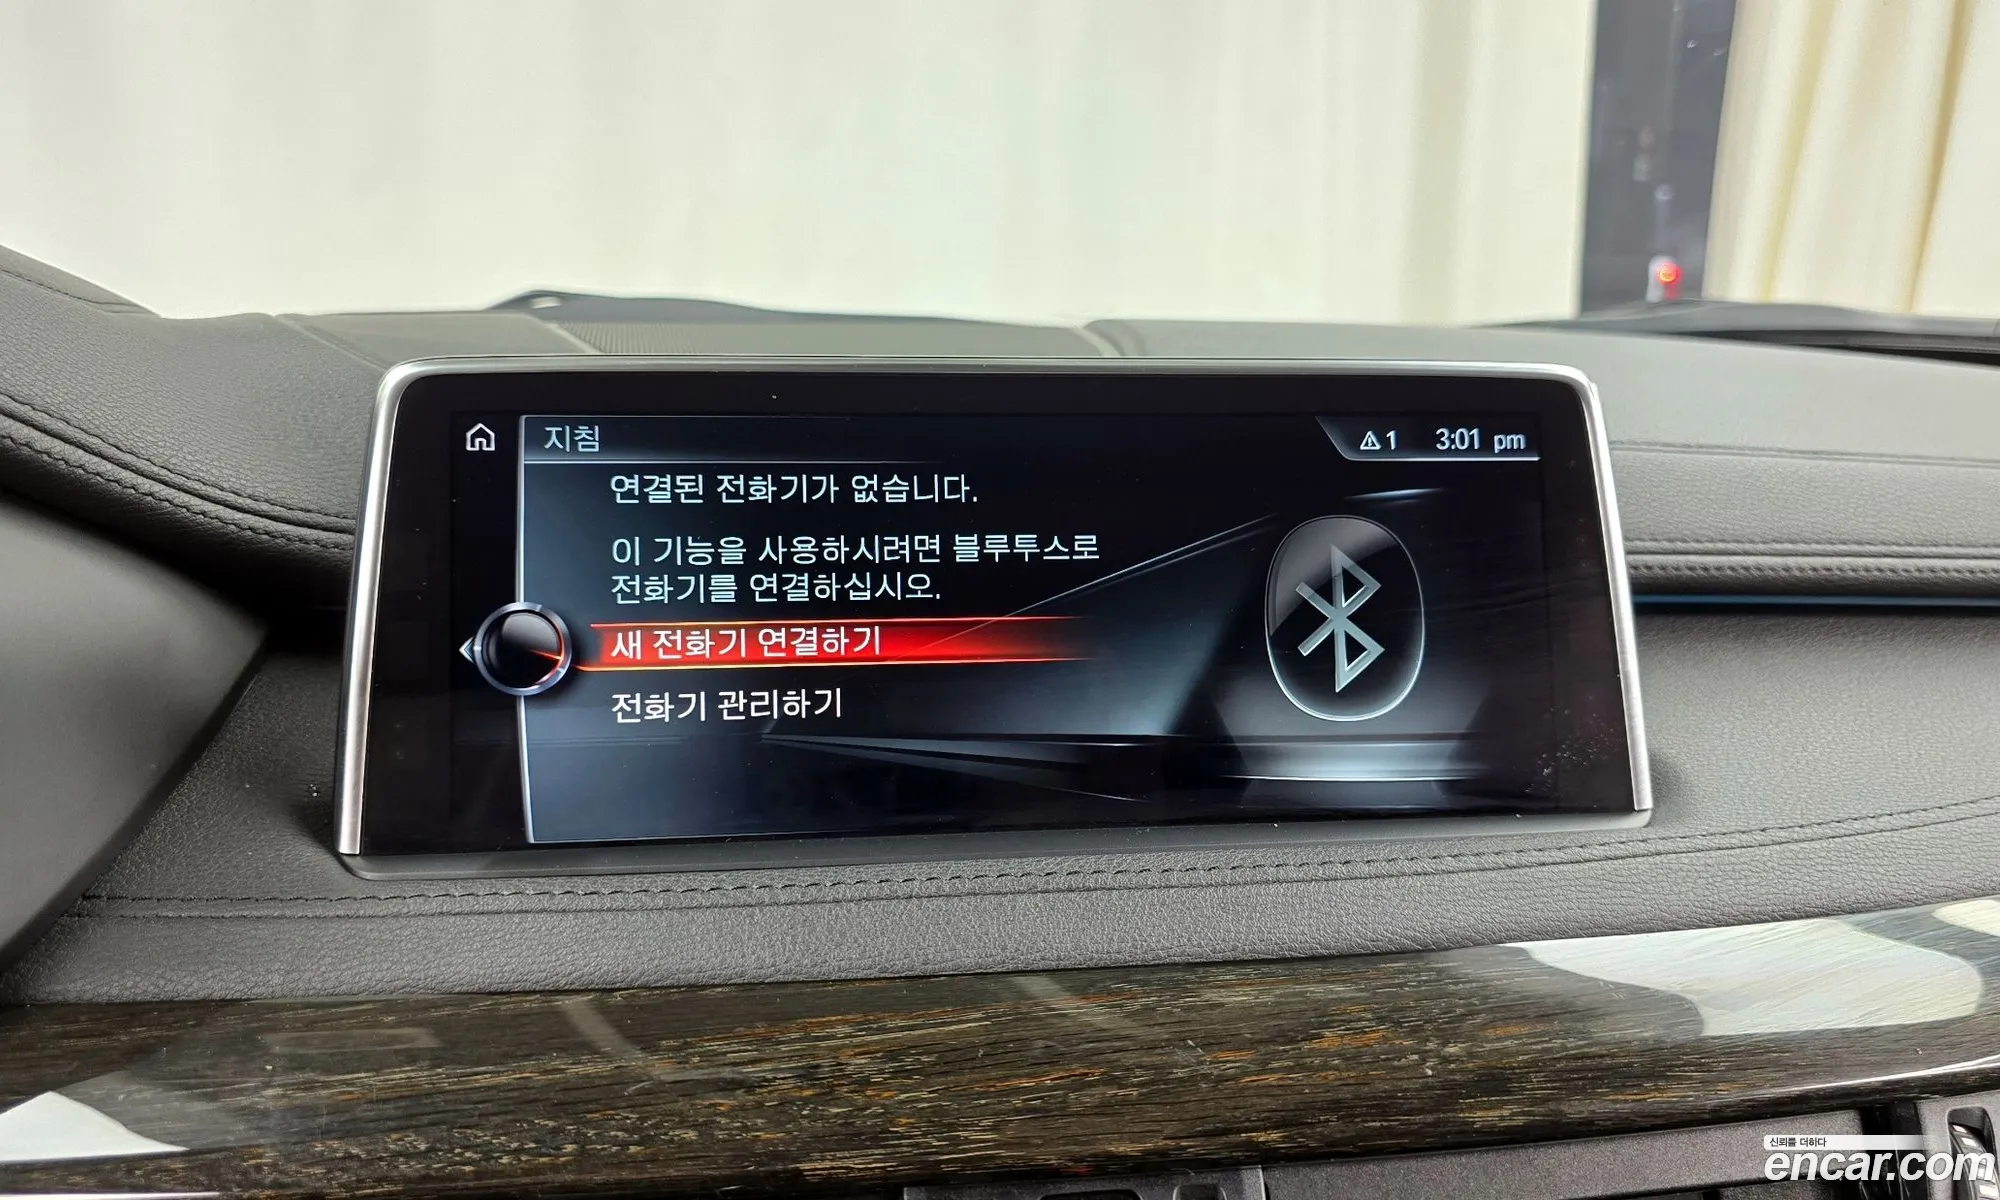 지침
1 3:01 pm
연결된 전화기가 없습니다.
이 기능을 사용하시려면 블루투스로
전화기를 연결하십시오.
새 전화기 연결하기
전화기 관리하기
신뢰를 더하다
encar.com